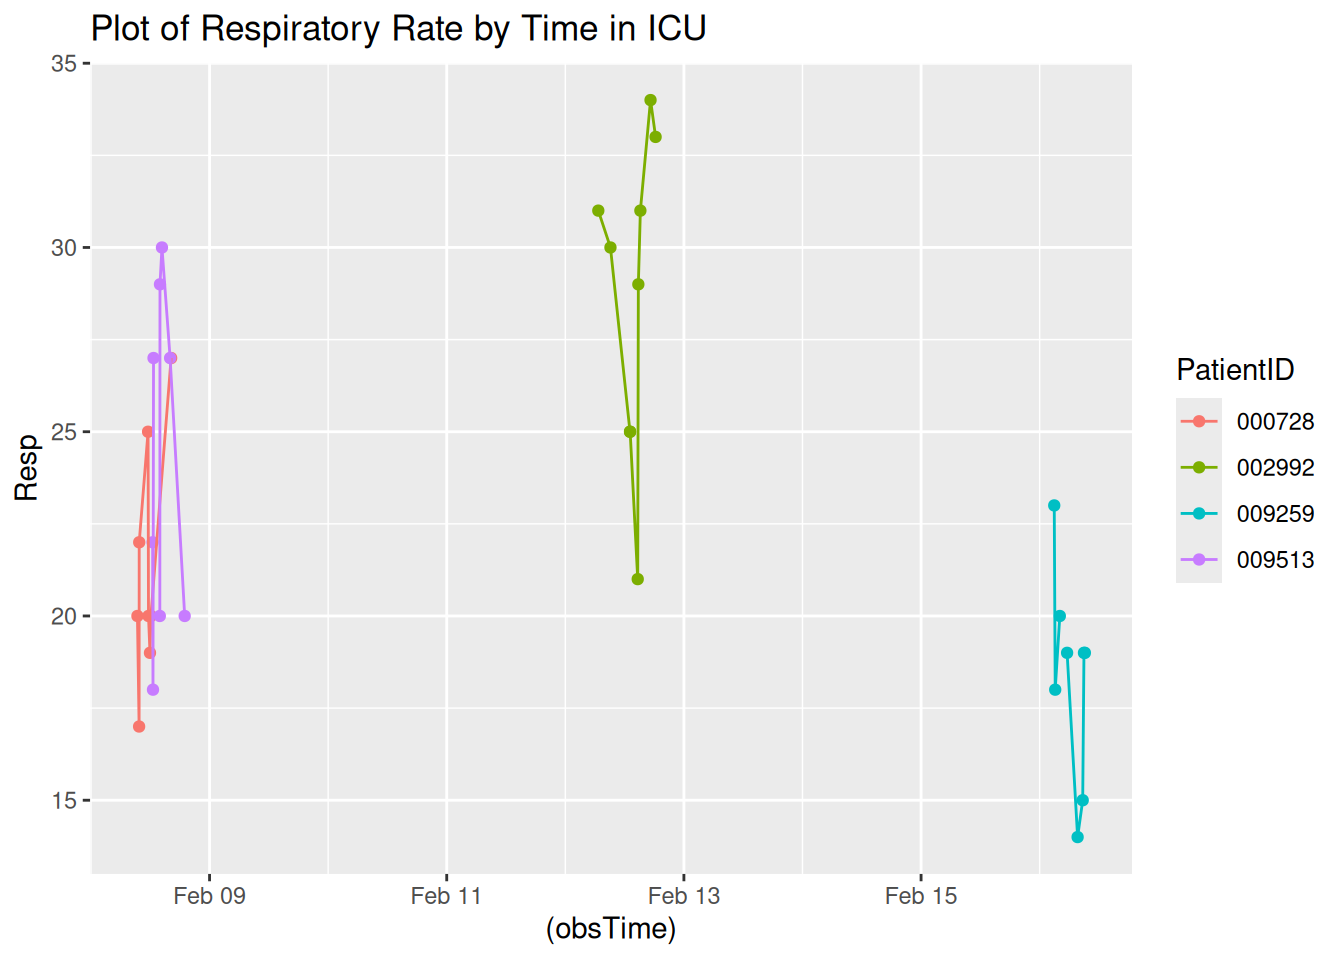 Plot of Respiratory Rate by Time in ICU
35
30
25
20
15
Resp
Feb 09 Feb 11 Feb 13 Feb 15
(obsTime)
PatientID
000728
002992
009259
009513